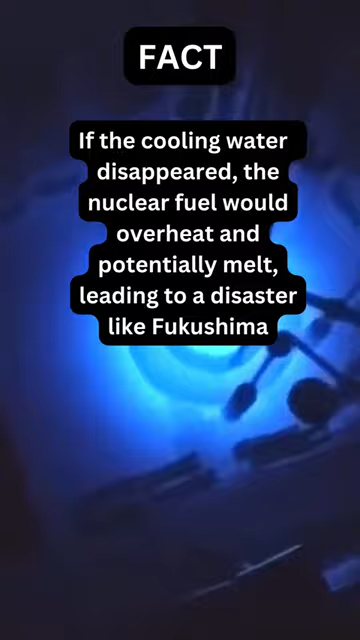 FACT
If the cooling water
disappeared, the
nuclear fuel would
overheat and
potentially melt,
leading to a disaster
like Fukushima